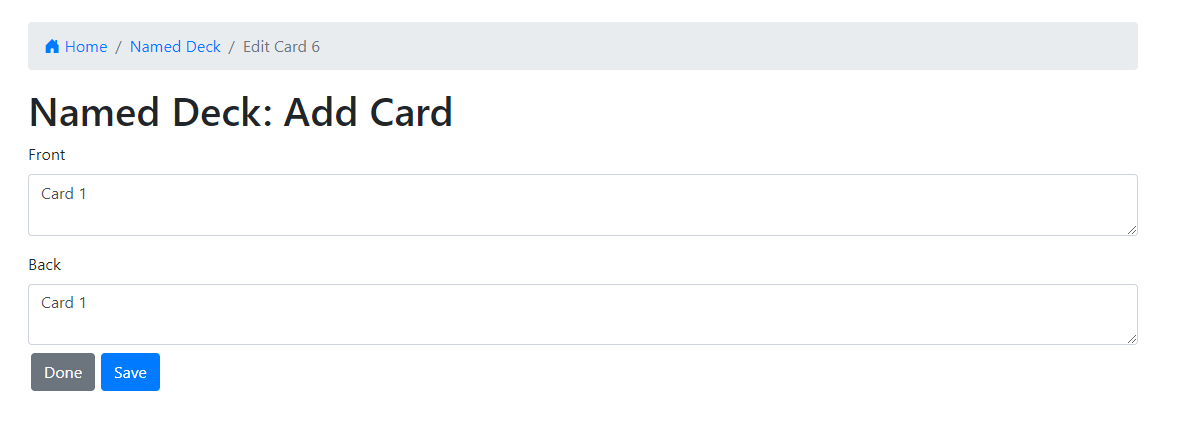 Home / Named Deck / Edit Card 6
Named Deck: Add Card
Front
Card 1
Back
Card 1
Done Save